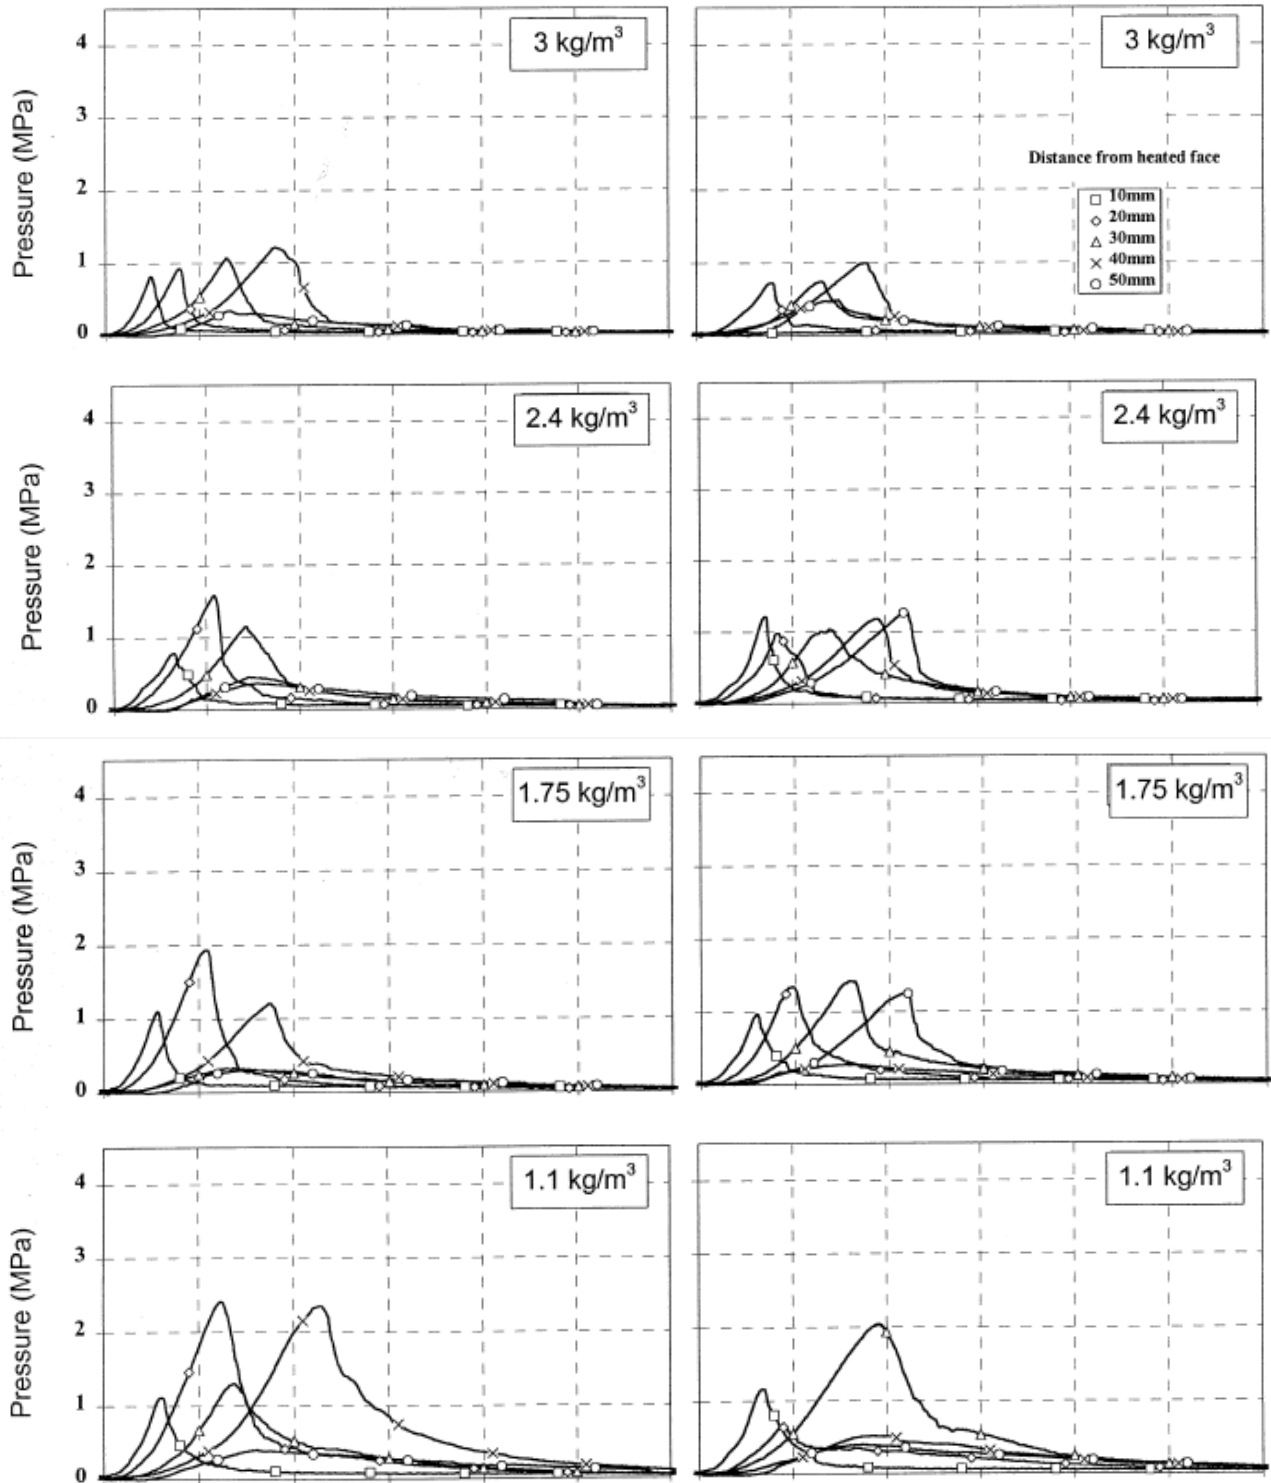 3 kg/m³
3 kg/m³
Pressure (MPa)
4
3
2
1
0
Distance from heated face
10mm
20mm
30mm
40mm
50mm
2.4 kg/m³
2.4 kg/m³
Pressure (MPa)
4
3
2
1
0
1.75 kg/m³
1.75 kg/m³
Pressure (MPa)
4
3
2
1
0
1.1 kg/m³
1.1 kg/m³
Pressure (MPa)
4
3
2
1
0